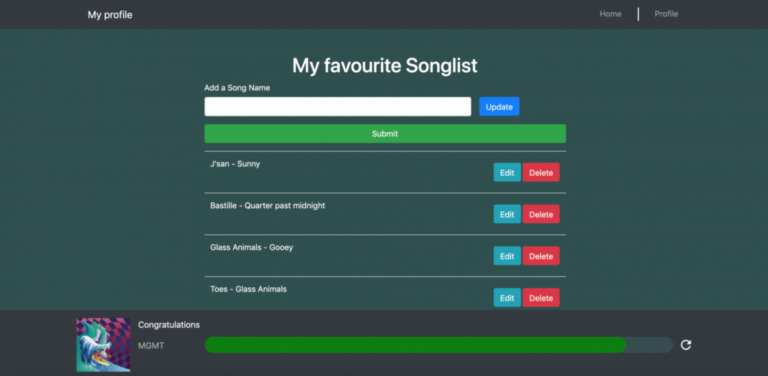 My profile
Home
Profile
My favourite Songlist
Add a Song Name
Update
Submit
J'san - Sunny
Edit
Delete
Bastille - Quarter past midnight
Edit
Delete
Glass Animals - Gooey
Edit
Delete
Toes - Glass Animals
Edit
Delete
Congratulations
MGMT